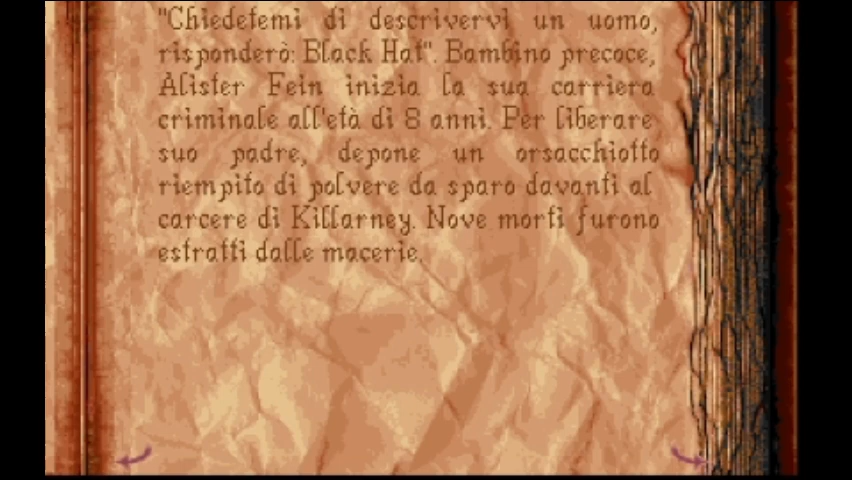 "Chiedetemi di descrivervi un uomo,
risponderò: Black Hat". Bambino precoce,
Alister Fein inizia la sua carriera
criminale all'età di 8 anni. Per liberare
suo padre, depone un orsacchiotto
riempito di polvere da sparo davanti al
carcere di Killarney. Nove morti furono
estratti dalle macerie.